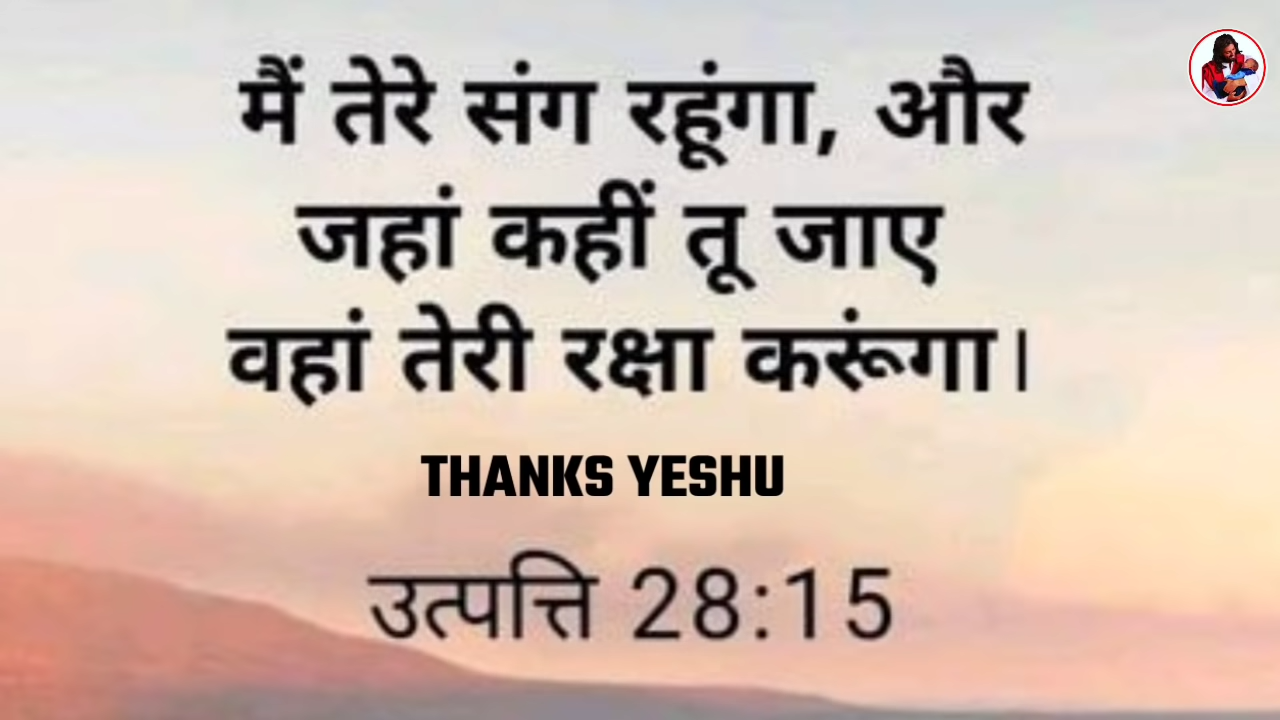 मैं तेरे संग रहूंगा, और
जहां कहीं तू जाए
वहां तेरी रक्षा करूंगा।
THANKS YESHU
उत्पत्ति 28:15